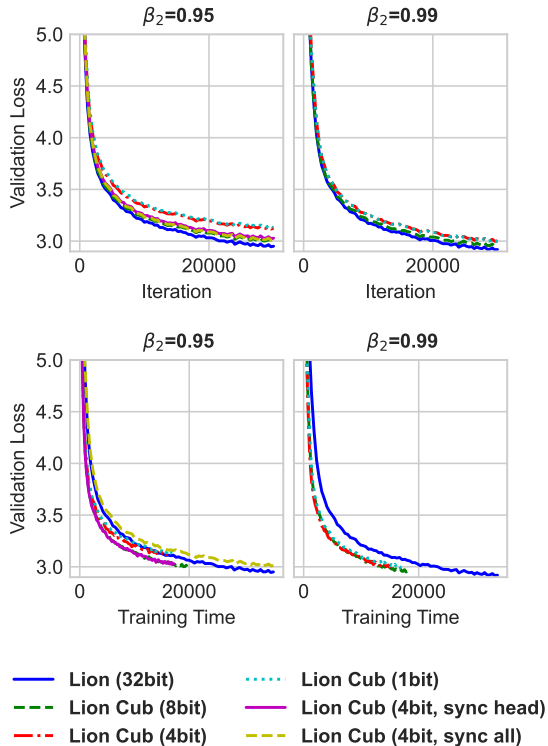 β₂=0.95 β₂=0.99
5.0
4.5
4.0
3.5
3.0
Validation Loss
0 20000 0 20000
Iteration Iteration
β₂=0.95 β₂=0.99
5.0
4.5
4.0
3.5
3.0
Validation Loss
0 20000 0 20000
Training Time Training Time
Lion (32bit) Lion Cub (1bit)
Lion Cub (8bit) Lion Cub (4bit, sync head)
Lion Cub (4bit) Lion Cub (4bit, sync all)